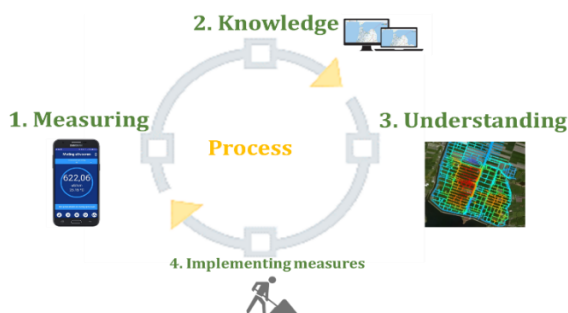 2. Knowledge
1. Measuring
3. Understanding
Process
622,06
4. Implementing measures